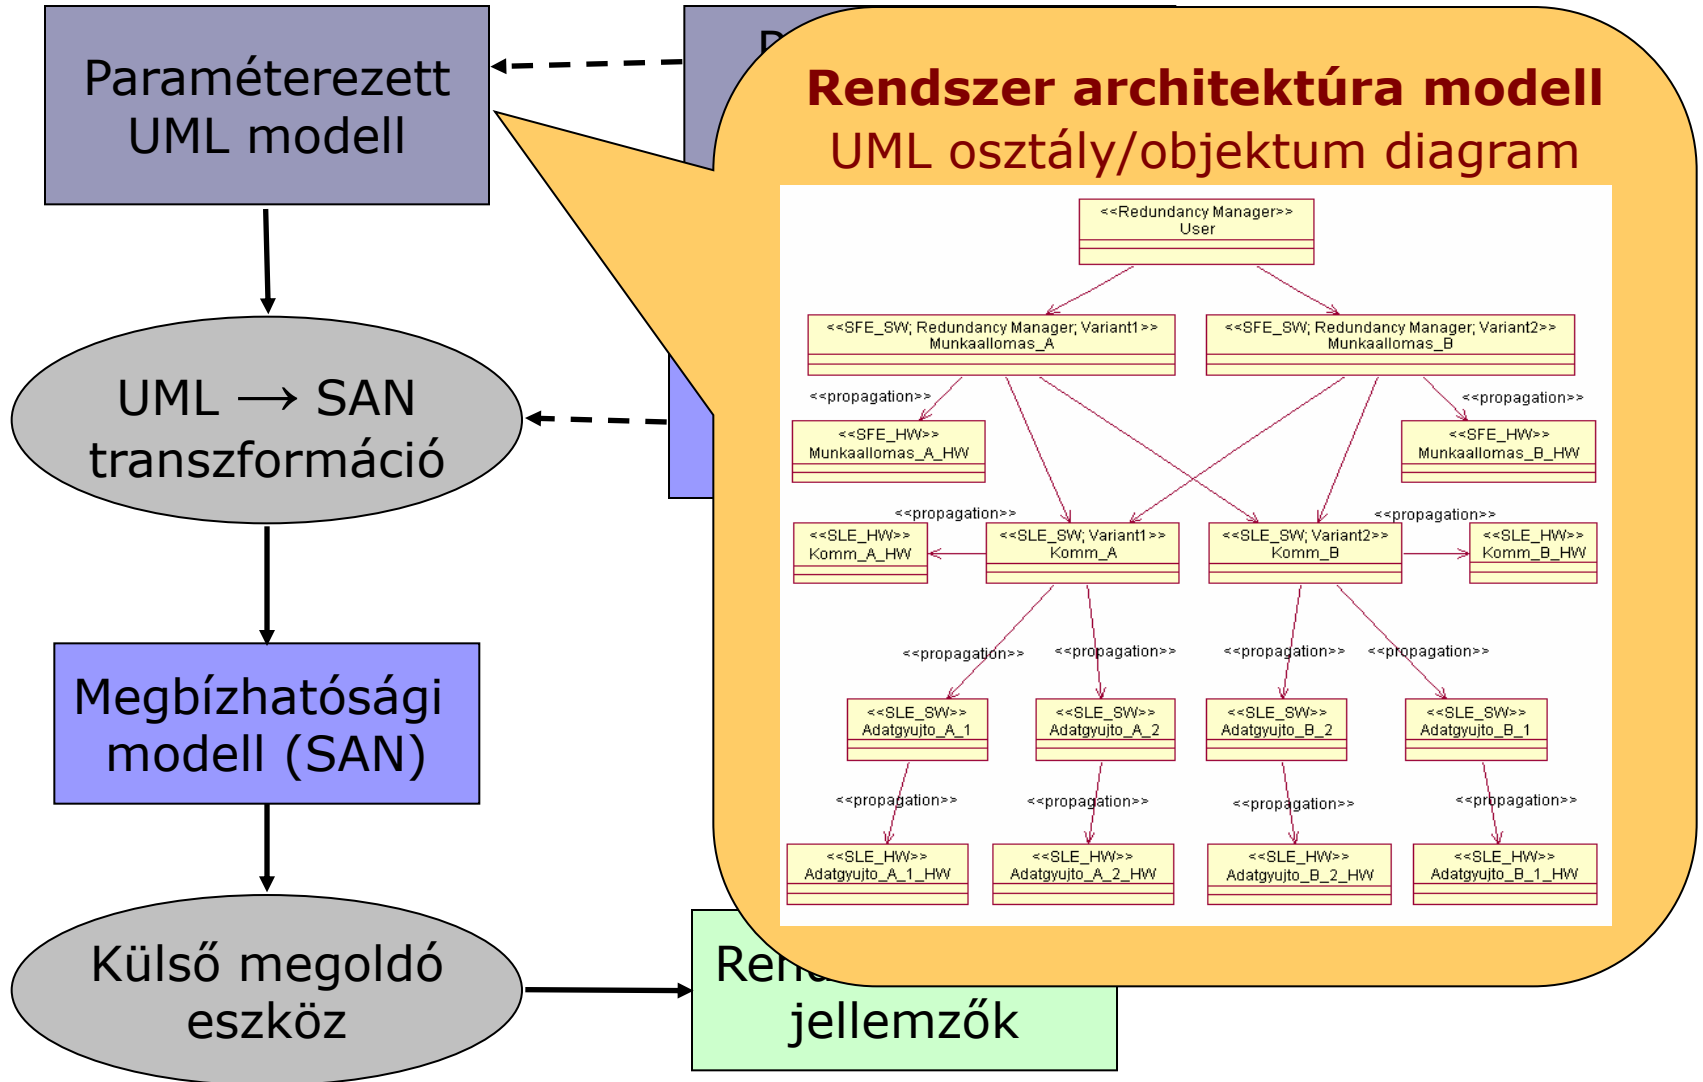 Paraméterezett
UML modell
UML → SAN
transzformáció
Megbízhatósági
modell (SAN)
Külső megoldó
eszköz
jellemzők
Rendszer architektúra modell
UML osztály/objektum diagram
<<Redundancy Manager>>
User
<<SFE_SW; Redundancy Manager; Variant1>>
Munkaallomas_A
<<SFE_SW; Redundancy Manager; Variant2>>
Munkaallomas_B
<<propagation>>
<<propagation>>
<<SFE_HW>>
Munkaallomas_A_HW
<<SFE_HW>>
Munkaallomas_B_HW
<<propagation>>
<<propagation>>
<<SLE_HW>>
Komm_A_HW
<<SLE_SW; Variant1>>
Komm_A
<<SLE_SW; Variant2>>
Komm_B
<<SLE_HW>>
Komm_B_HW
<<propagation>>
<<propagation>>
<<propagation>>
<<propagation>>
<<SLE_SW>>
Adatgyujto_A_1
<<SLE_SW>>
Adatgyujto_A_2
<<SLE_SW>>
Adatgyujto_B_2
<<SLE_SW>>
Adatgyujto_B_1
<<propagation>>
<<propagation>>
<<propagation>>
<<propagation>>
<<SLE_HW>>
Adatgyujto_A_1_HW
<<SLE_HW>>
Adatgyujto_A_2_HW
<<SLE_HW>>
Adatgyujto_B_2_HW
<<SLE_HW>>
Adatgyujto_B_1_HW